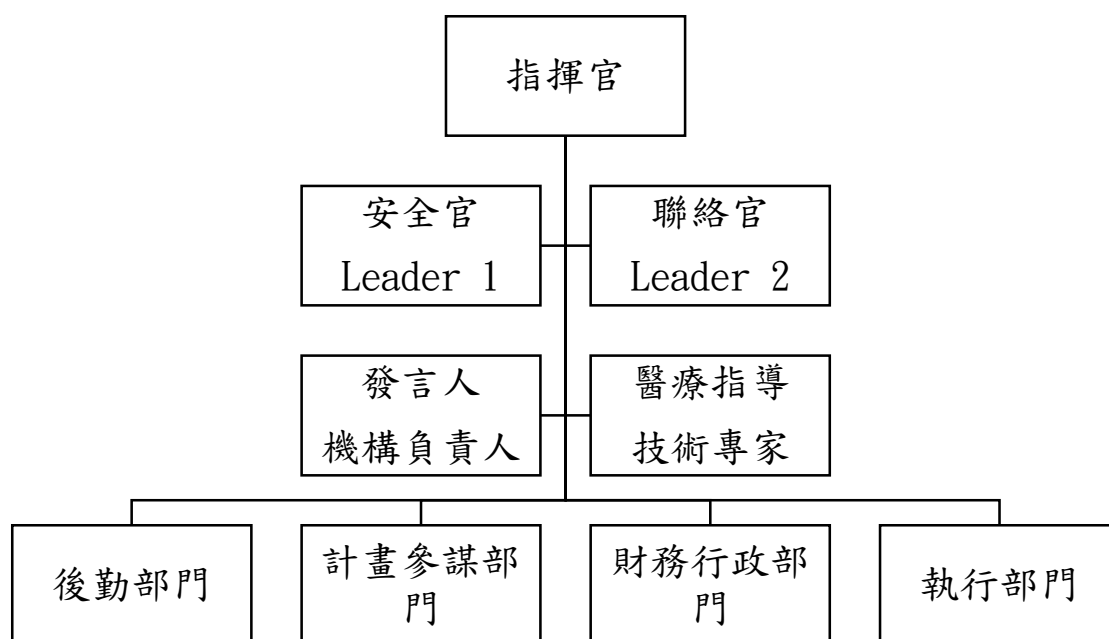 指揮官
安全官
Leader 1
聯絡官
Leader 2
發言人
機構負責人
醫療指導
技術專家
後勤部門
計畫參謀部
門
財務行政部
門
執行部門